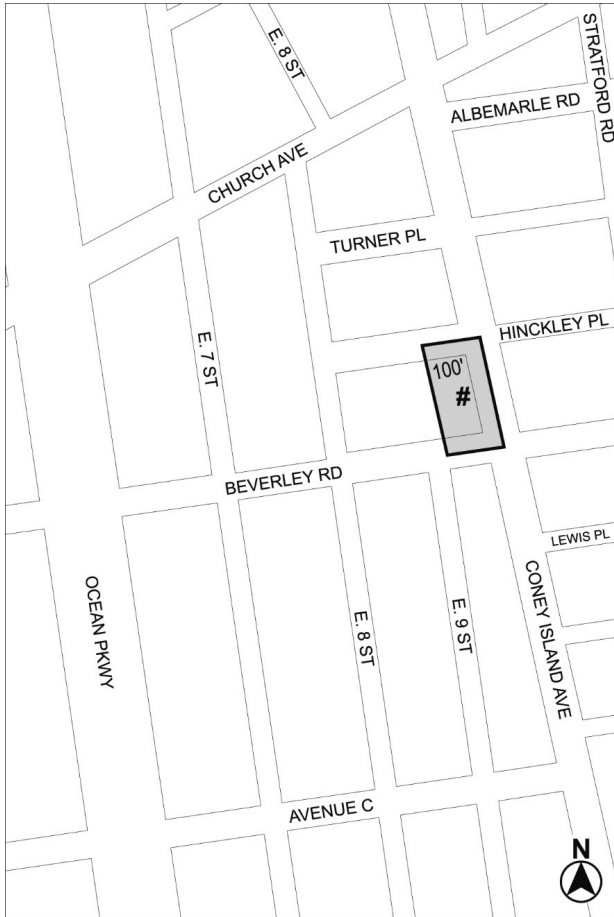 E. 8 ST
STRATFORD RD
ALBEMARLE RD
CHURCH AVE
TURNER PL
HINCKLEY PL
E. 7 ST
100'
#
BEVERLEY RD
LEWIS PL
OCEAN PKWY
E. 8 ST
E. 9 ST
CONEY ISLAND AVE
AVENUE C
N